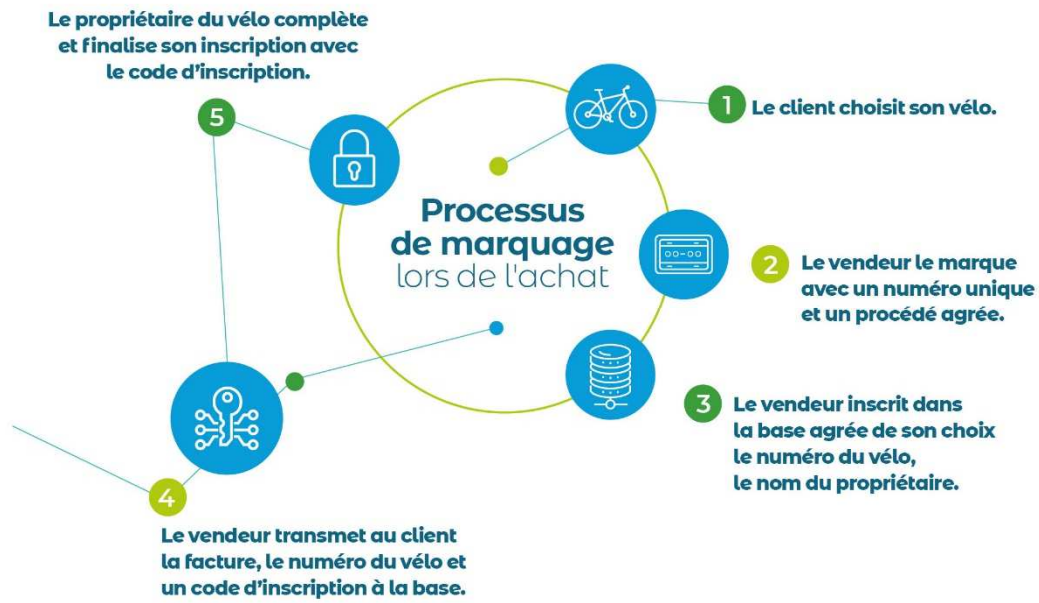 Processus
de marquage
lors de l'achat
1
Le client choisit son vélo.
2
Le vendeur le marque
avec un numéro unique
et un procédé agrée.
3
Le vendeur inscrit dans
la base agrée de son choix
le numéro du vélo,
le nom du propriétaire.
4
Le vendeur transmet au client
la facture, le numéro du vélo et
un code d'inscription à la base.
5
Le propriétaire du vélo complète
et finalise son inscription avec
le code d'inscription.